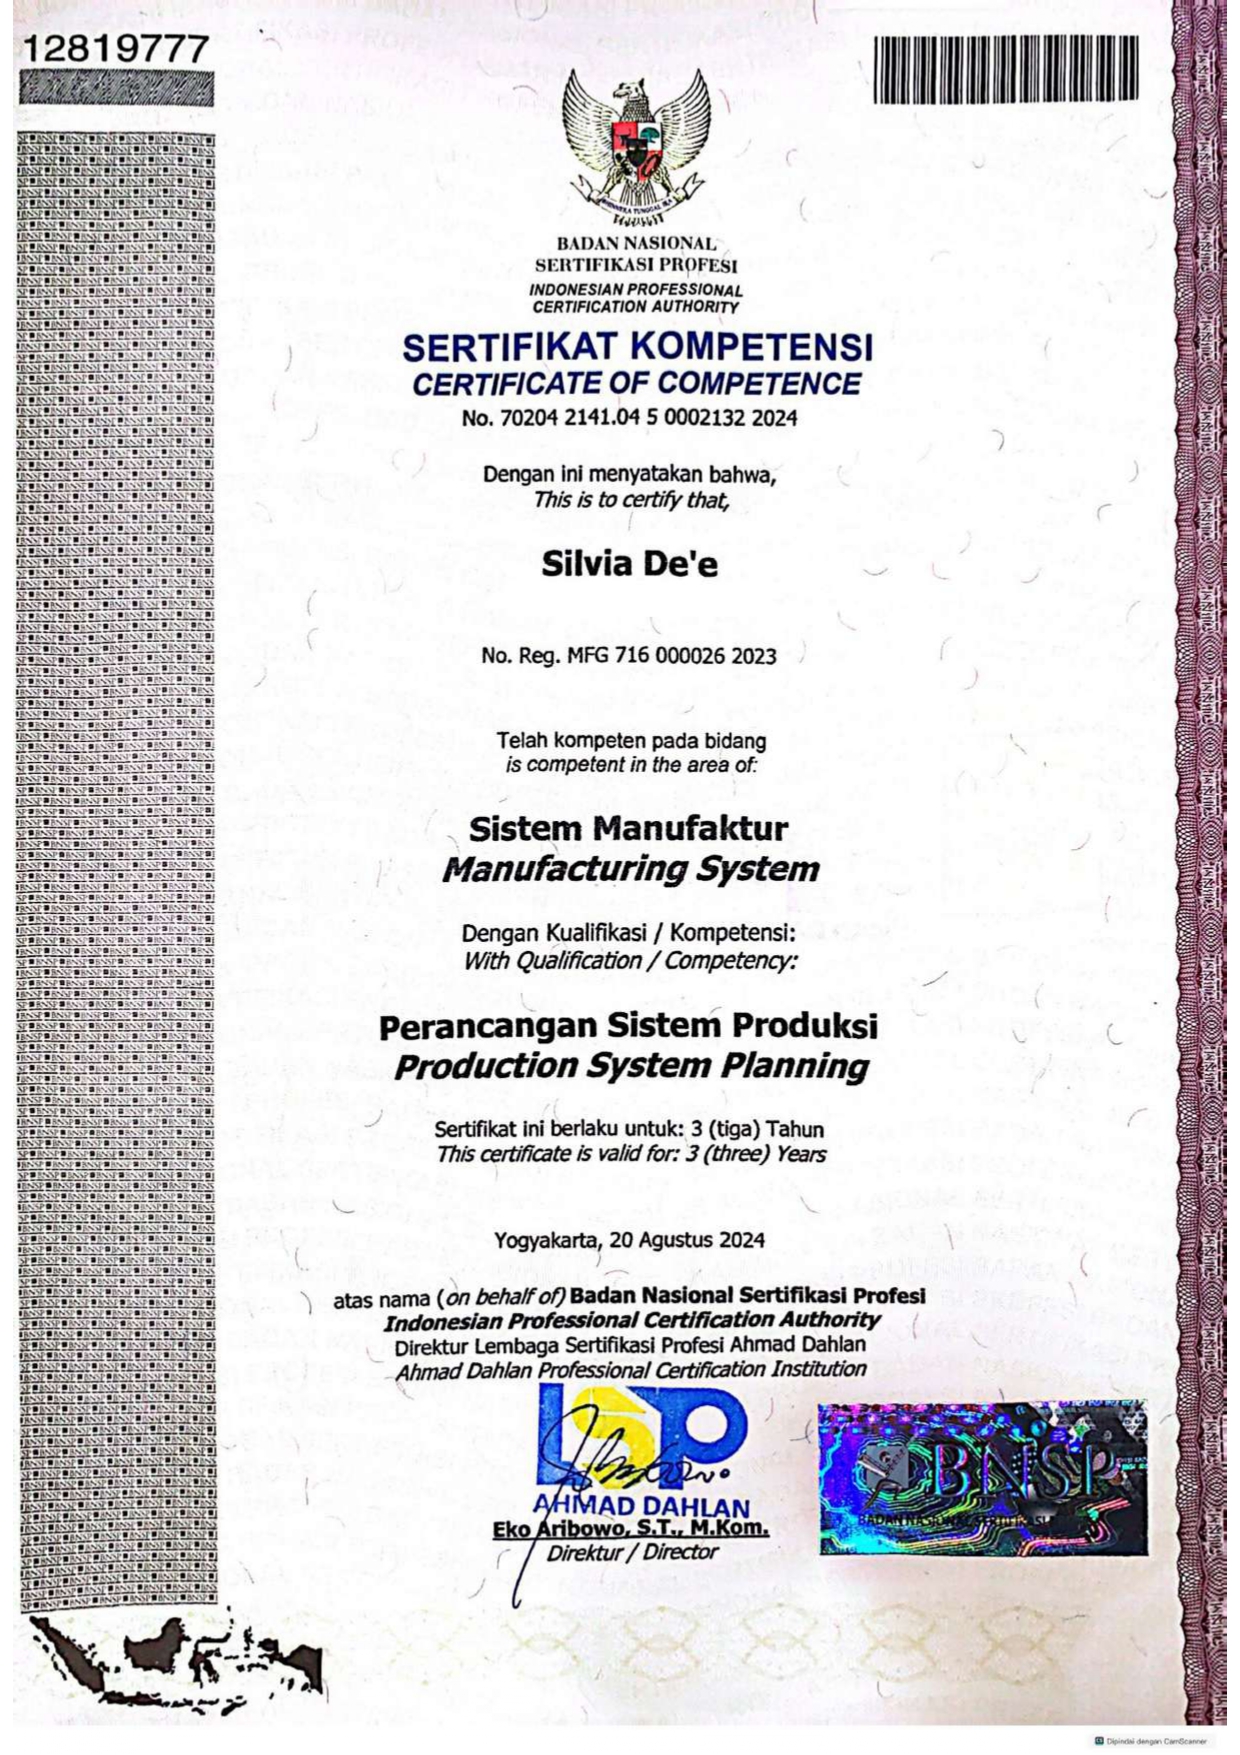 12819777
BADAN NASIONAL
SERTIFIKASI PROFESI
INDONESIAN PROFESSIONAL
CERTIFICATION AUTHORITY
SERTIFIKAT KOMPETENSI
CERTIFICATE OF COMPETENCE
No. 70204 2141.04 5 0002132 2024
Dengan ini menyatakan bahwa,
This is to certify that,
Silvia De'e
No. Reg. MFG 716 000026 2023
Telah kompeten pada bidang
is competent in the area of:
Sistem Manufaktur
Manufacturing System
Dengan Kualifikasi / Kompetensi:
With Qualification / Competency:
Perancangan Sistem Produksi
Production System Planning
Sertifikat ini berlaku untuk: 3 (tiga) Tahun
This certificate is valid for: 3 (three) Years
Yogyakarta, 20 Agustus 2024
atas nama (on behalf of) Badan Nasional Sertifikasi Profesi
Indonesian Professional Certification Authority
Direktur Lembaga Sertifikasi Profesi Ahmad Dahlan
Ahmad Dahlan Professional Certification Institution
LSP
AHMAD DAHLAN
Eko Aribowo, S.T., M.Kom.
Direktur / Director
BNSP
BADAN NASIONAL SERTIFIKASI
Dipindai dengan CamScanner